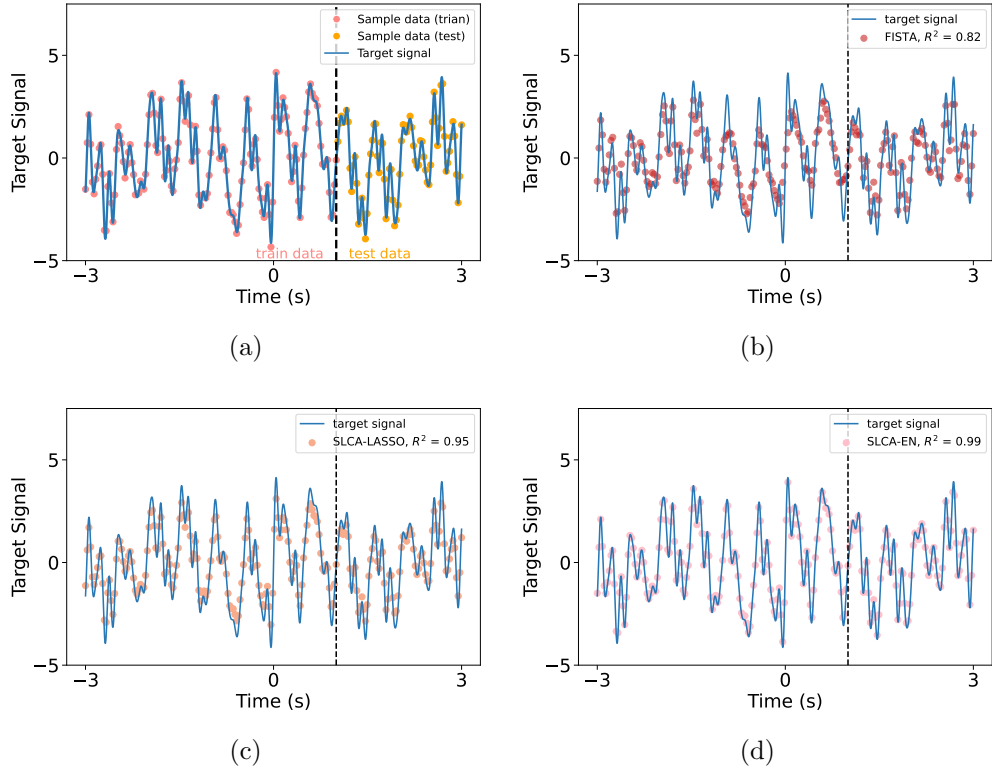 Sample data (trian)
Sample data (test)
Target signal
5
0
−5
Target Signal
train data
test data
−3
0
3
Time (s)
(a)
target signal
FISTA, R² = 0.82
5
0
−5
Target Signal
−3
0
3
Time (s)
(b)
target signal
SLCA-LASSO, R² = 0.95
5
0
−5
Target Signal
−3
0
3
Time (s)
(c)
target signal
SLCA-EN, R² = 0.99
5
0
−5
Target Signal
−3
0
3
Time (s)
(d)